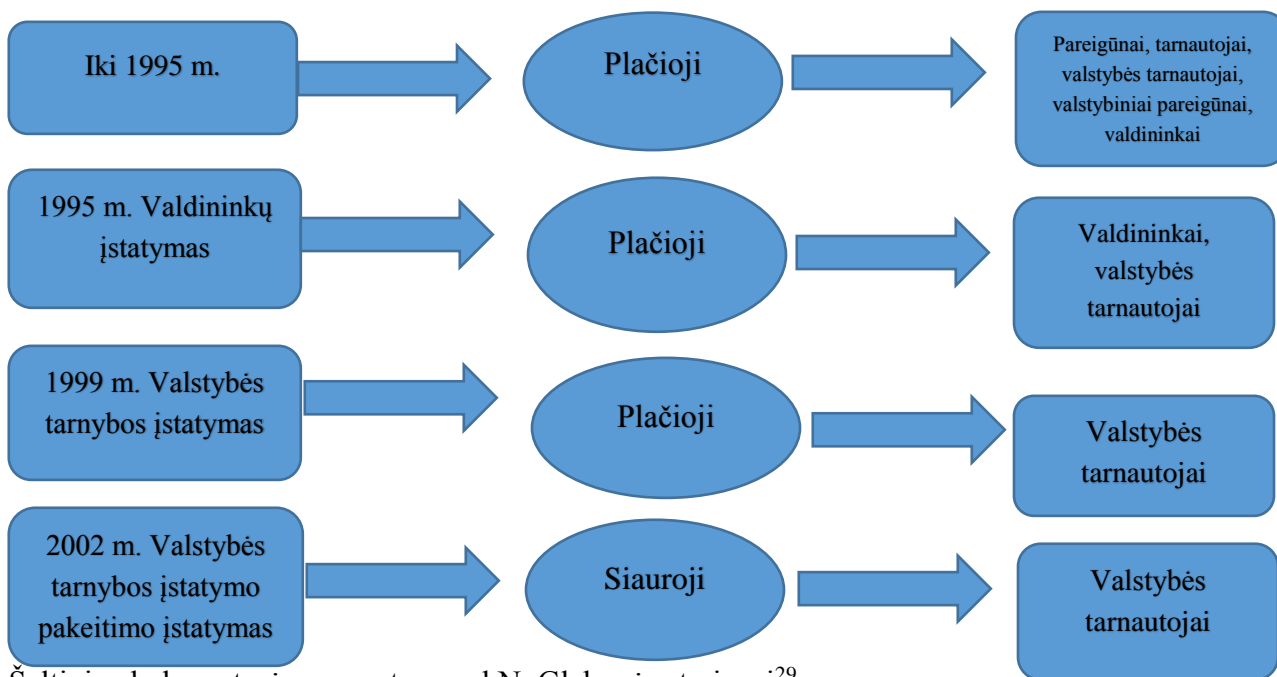 Iki 1995 m.
Plačioji
Pareigūnai, tarnautojai,
valstybės tarnautojai,
valstybiniai pareigūnai,
valdininkai
1995 m. Valdininkų
įstatymas
Plačioji
Valdininkai,
valstybės
tarnautojai
1999 m. Valstybės
tarnybos įstatymas
Plačioji
Valstybės
tarnautojai
2002 m. Valstybės
tarnybos įstatymo
pakeitimo įstatymas
Siauroji
Valstybės
tarnautojai
29